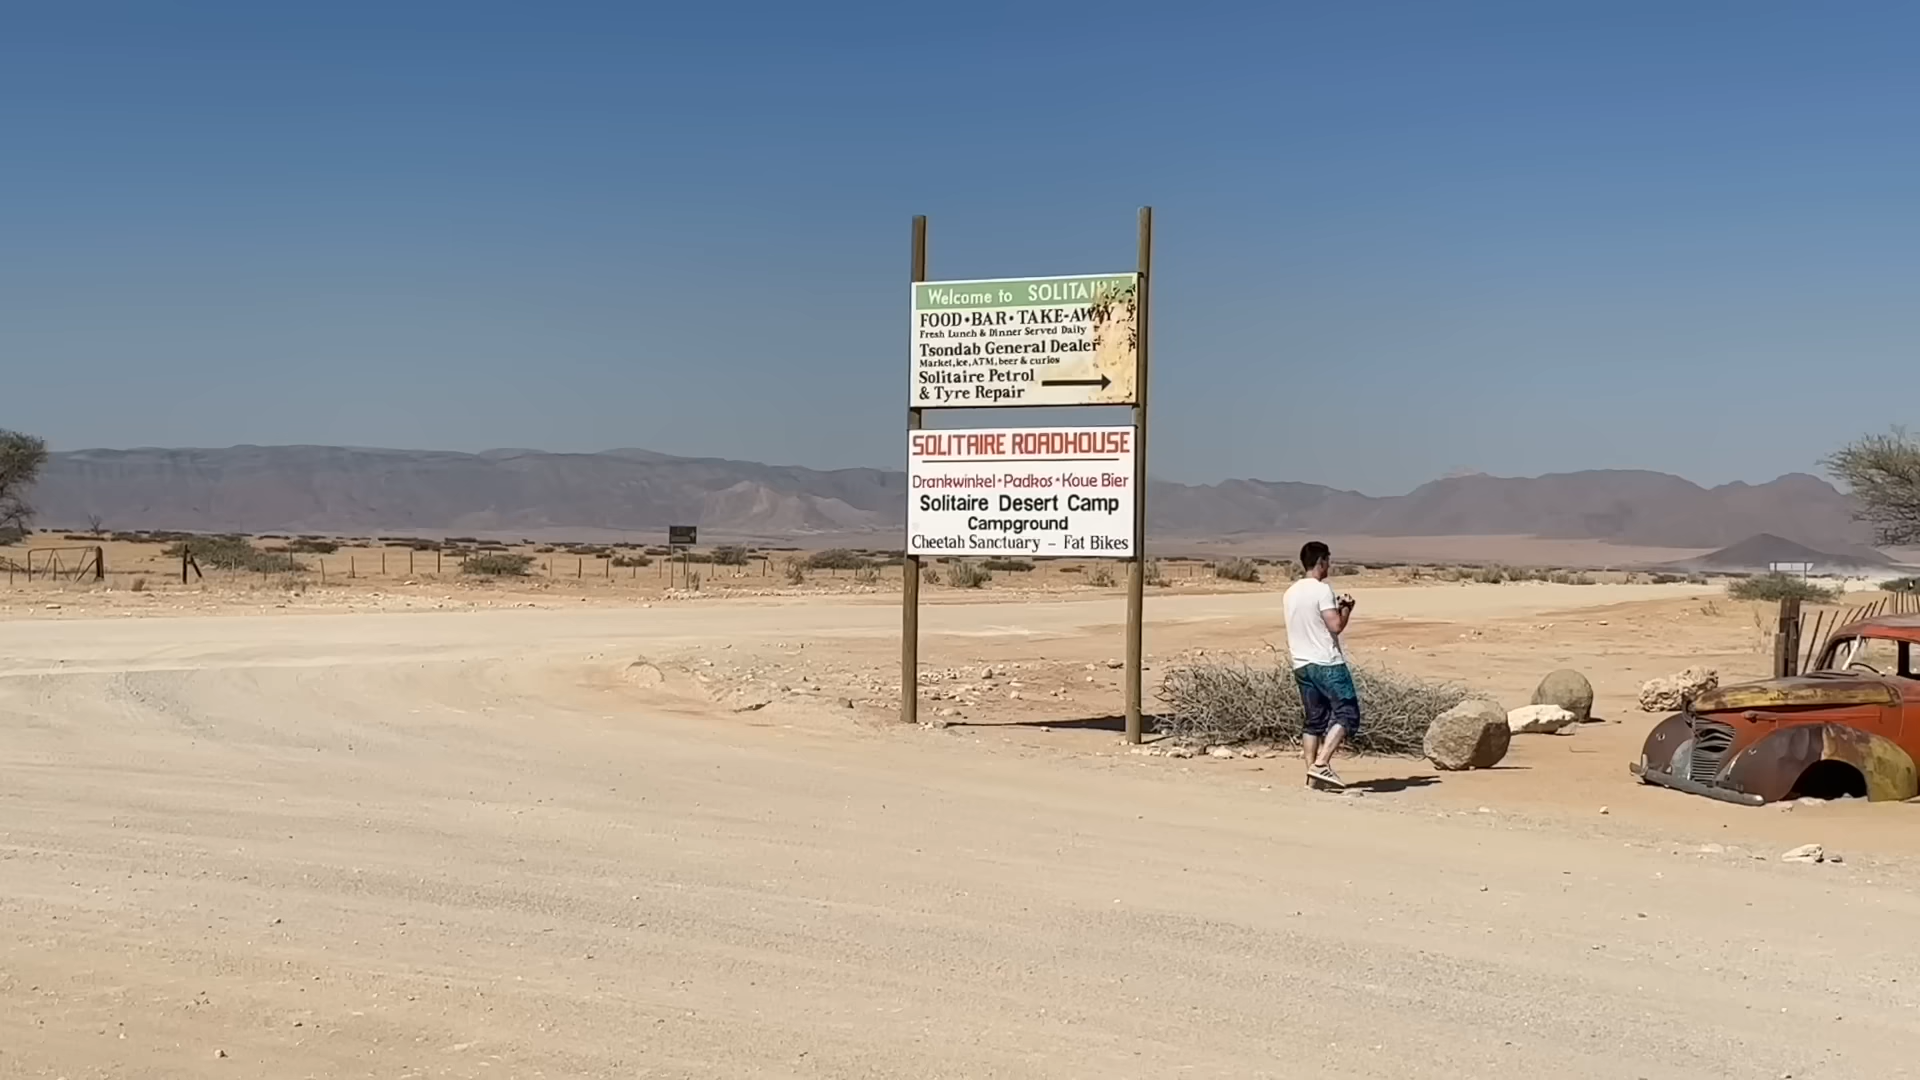 Welcome to SOLITAIRE
FOOD • BAR • TAKE-AWAY
Fresh Lunch & Dinner Served Daily
Tsondab General Dealer
Market, ice, ATM, beer & curios
Solitaire Petrol
& Tyre Repair
SOLITAIRE ROADHOUSE
Drankwinkel • Padkos • Koue Bier
Solitaire Desert Camp
Campground
Cheetah Sanctuary – Fat Bikes